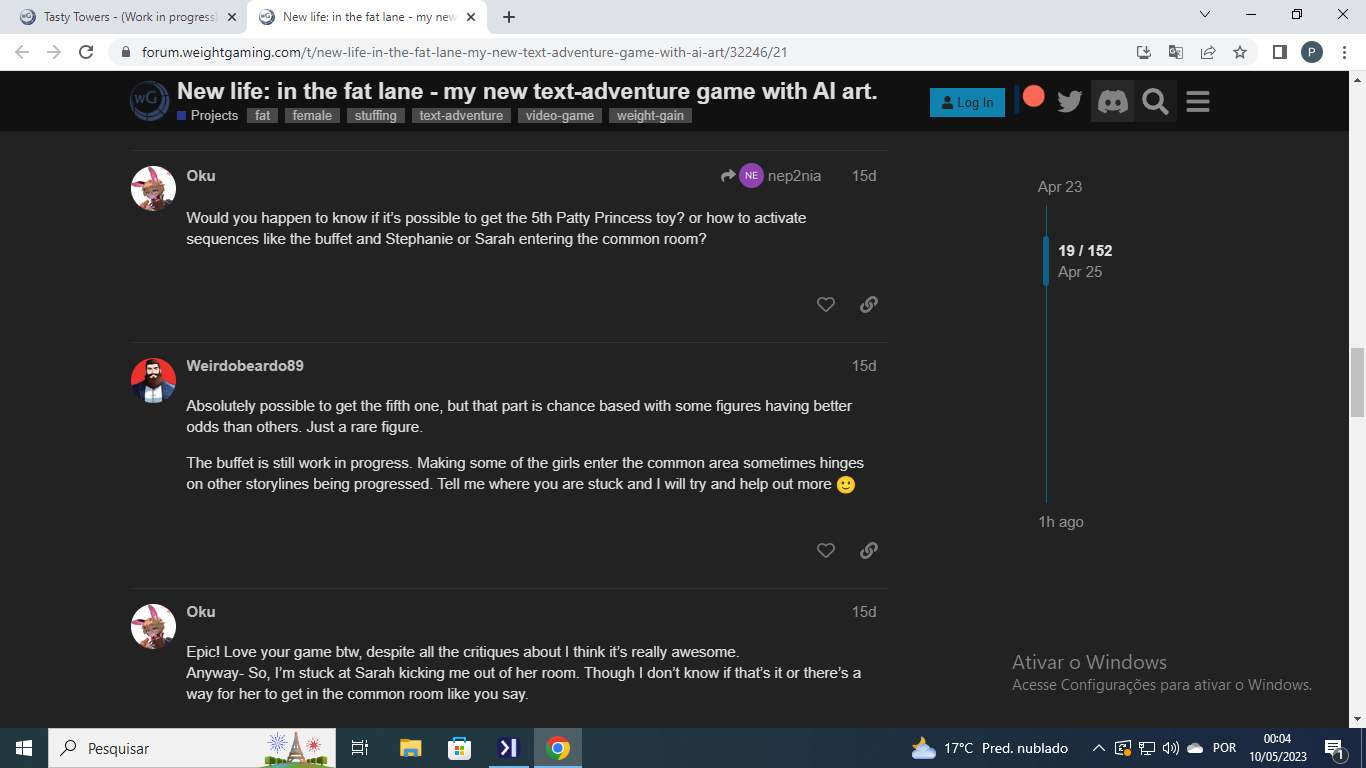 Tasty Towers - (Work in progress)
New life: in the fat lane - my new
forum.weightgaming.com/t/new-life-in-the-fat-lane-my-new-text-adventure-game-with-ai-art/32246/21
P
wG
New life: in the fat lane - my new text-adventure game with AI art.
Projects fat female stuffing text-adventure video-game weight-gain
Log In
Oku
NE nep2nia 15d
Would you happen to know if it’s possible to get the 5th Patty Princess toy? or how to activate
sequences like the buffet and Stephanie or Sarah entering the common room?
Apr 23
19 / 152
Apr 25
1h ago
Weirdobeardo89 15d
Absolutely possible to get the fifth one, but that part is chance based with some figures having better
odds than others. Just a rare figure.
The buffet is still work in progress. Making some of the girls enter the common area sometimes hinges
on other storylines being progressed. Tell me where you are stuck and I will try and help out more 🙂
Oku 15d
Epic! Love your game btw, despite all the critiques about I think it’s really awesome.
Anyway- So, I’m stuck at Sarah kicking me out of her room. Though I don’t know if that’s it or there’s a
way for her to get in the common room like you say.
Ativar o Windows
Acesse Configurações para ativar o Windows.
Pesquisar
17°C Pred. nublado
POR
00:04
10/05/2023
1